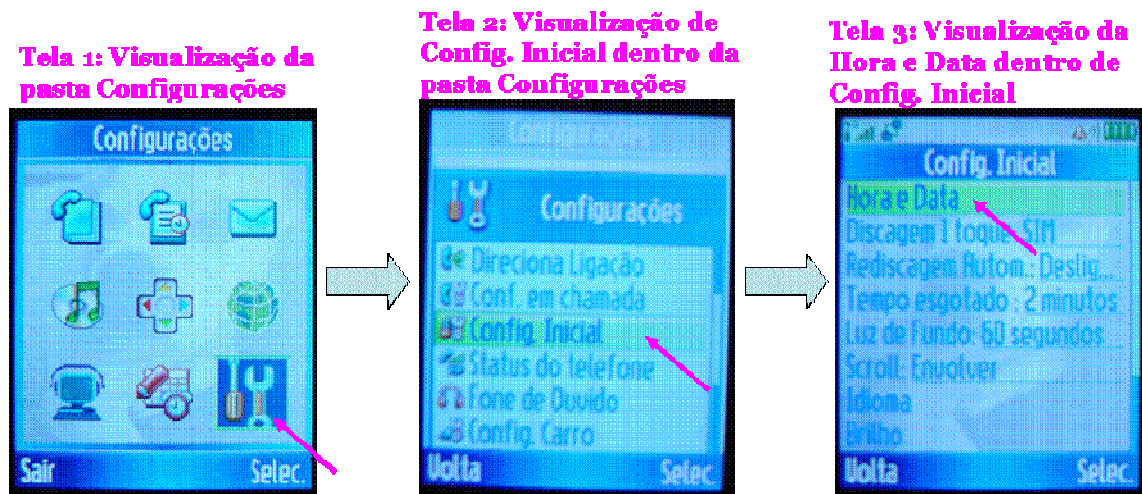 Tela 1: Visualização da
pasta Configurações
Configurações
Sair
Selec.
Tela 2: Visualização de
Config. Inicial dentro da
pasta Configurações
Configurações
Configurações
Direciona Ligação
Conf. em chamada
Config. Inicial
Status do telefone
Fone de Ouvido
Config. Carro
Volta
Selec.
Tela 3: Visualização da
Hora e Data dentro de
Config. Inicial
Config. Inicial
Hora e Data
Discagem 1 toque: SIM
Rediscagem Autom.: Deslig...
Tempo esgotado : 2 minutos
Luz de Fundo: 60 segundos
Scroll: Envolver
Idioma
Brilho
Volta
Selec.